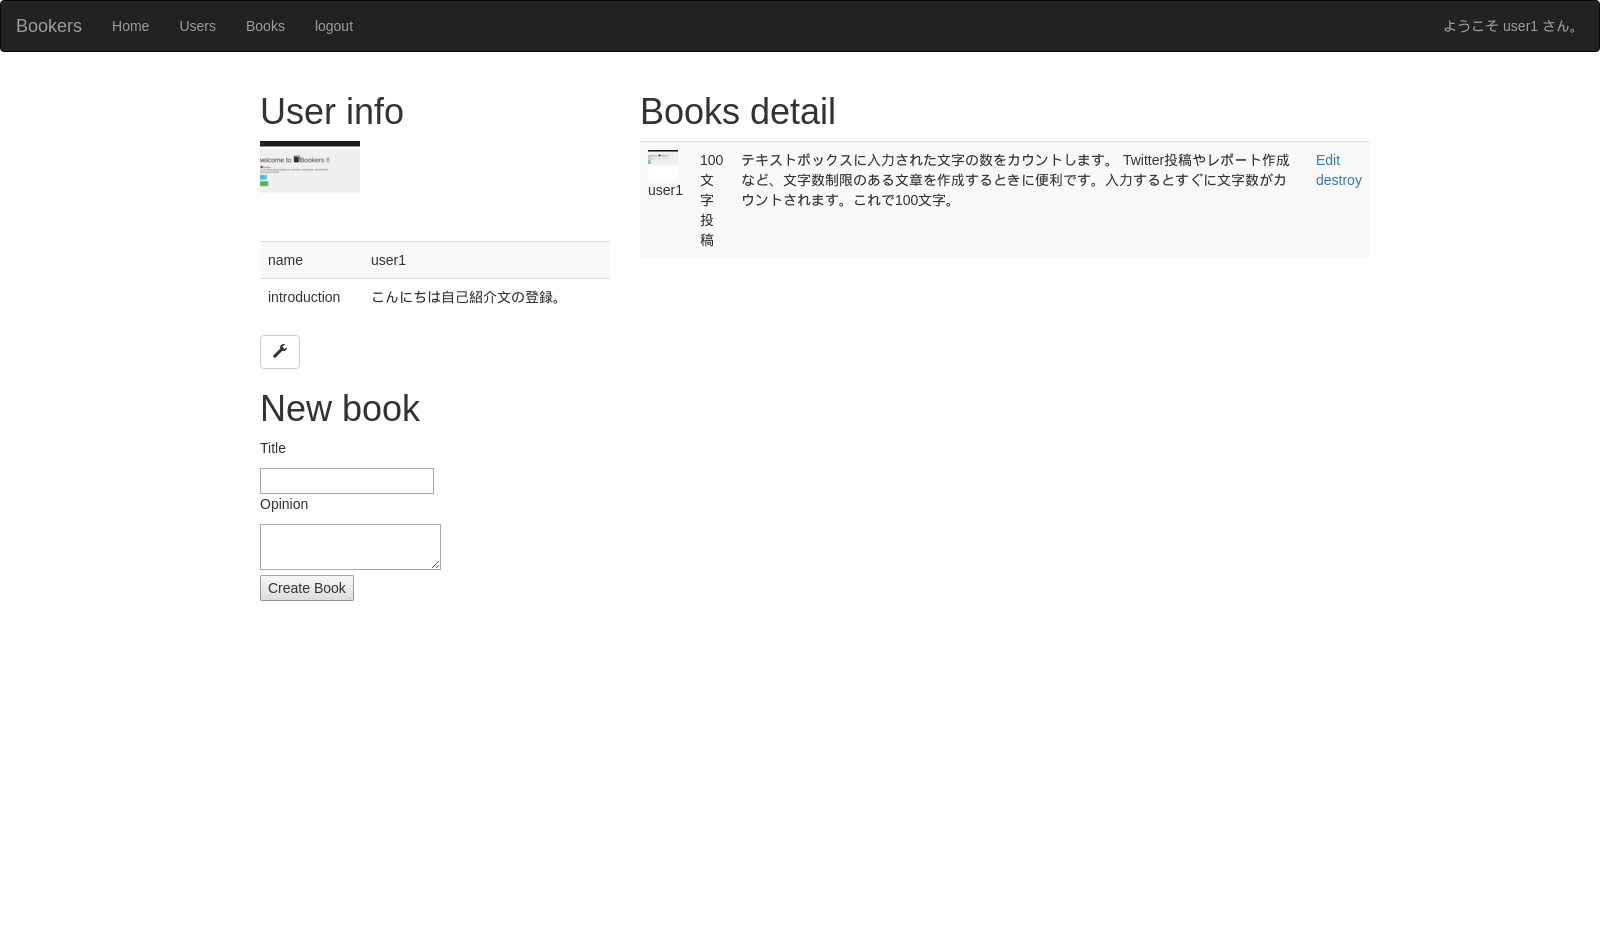 Bookers Home Users Books logout ようこそ user1 さん。
User info
welcome to Bookers !!
name user1
introduction こんにちは自己紹介文の登録。
New book
Title
Opinion
Create Book
Books detail
user1
100
文
字
投
稿
テキストボックスに入力された文字の数をカウントします。 Twitter投稿やレポート作成
など、文字数制限のある文章を作成するときに便利です。入力するとすぐに文字数がカ
ウントされます。これで100文字。
Edit
destroy